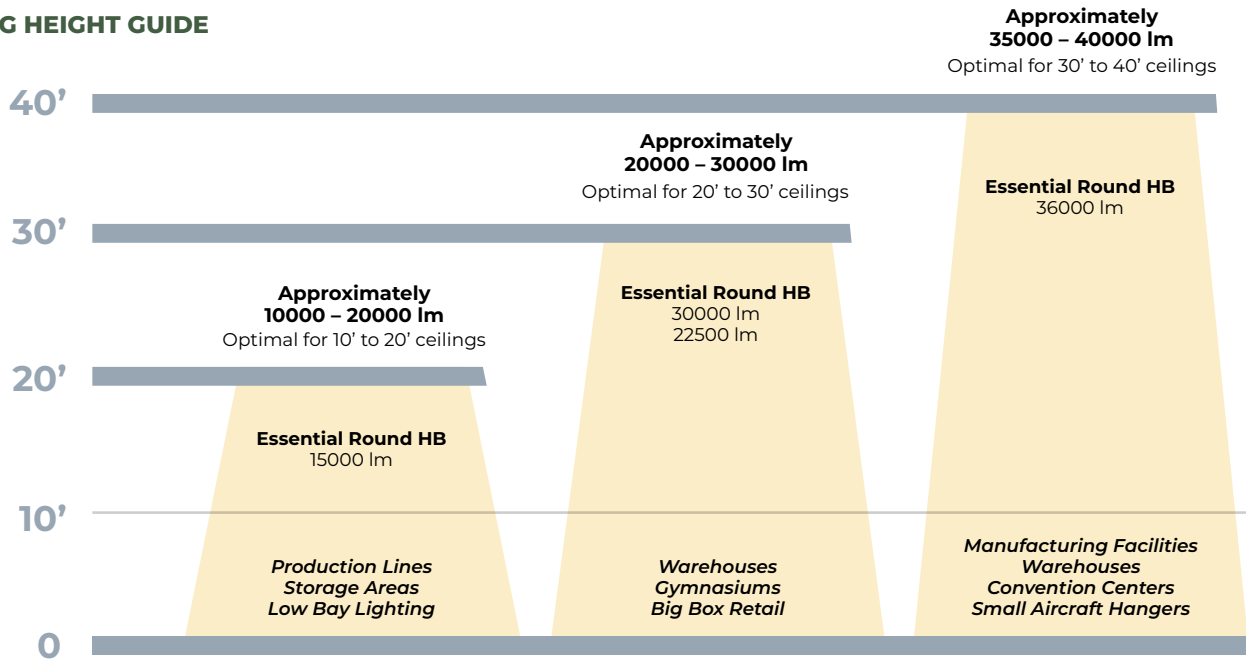 G HEIGHT GUIDE
Approximately
35000 – 40000 lm
Optimal for 30’ to 40’ ceilings
40’
Essential Round HB
36000 lm
Approximately
20000 – 30000 lm
Optimal for 20’ to 30’ ceilings
30’
Essential Round HB
30000 lm
22500 lm
Approximately
10000 – 20000 lm
Optimal for 10’ to 20’ ceilings
20’
Essential Round HB
15000 lm
10’
Production Lines
Storage Areas
Low Bay Lighting
Warehouses
Gymnasiums
Big Box Retail
Manufacturing Facilities
Warehouses
Convention Centers
Small Aircraft Hangers
0